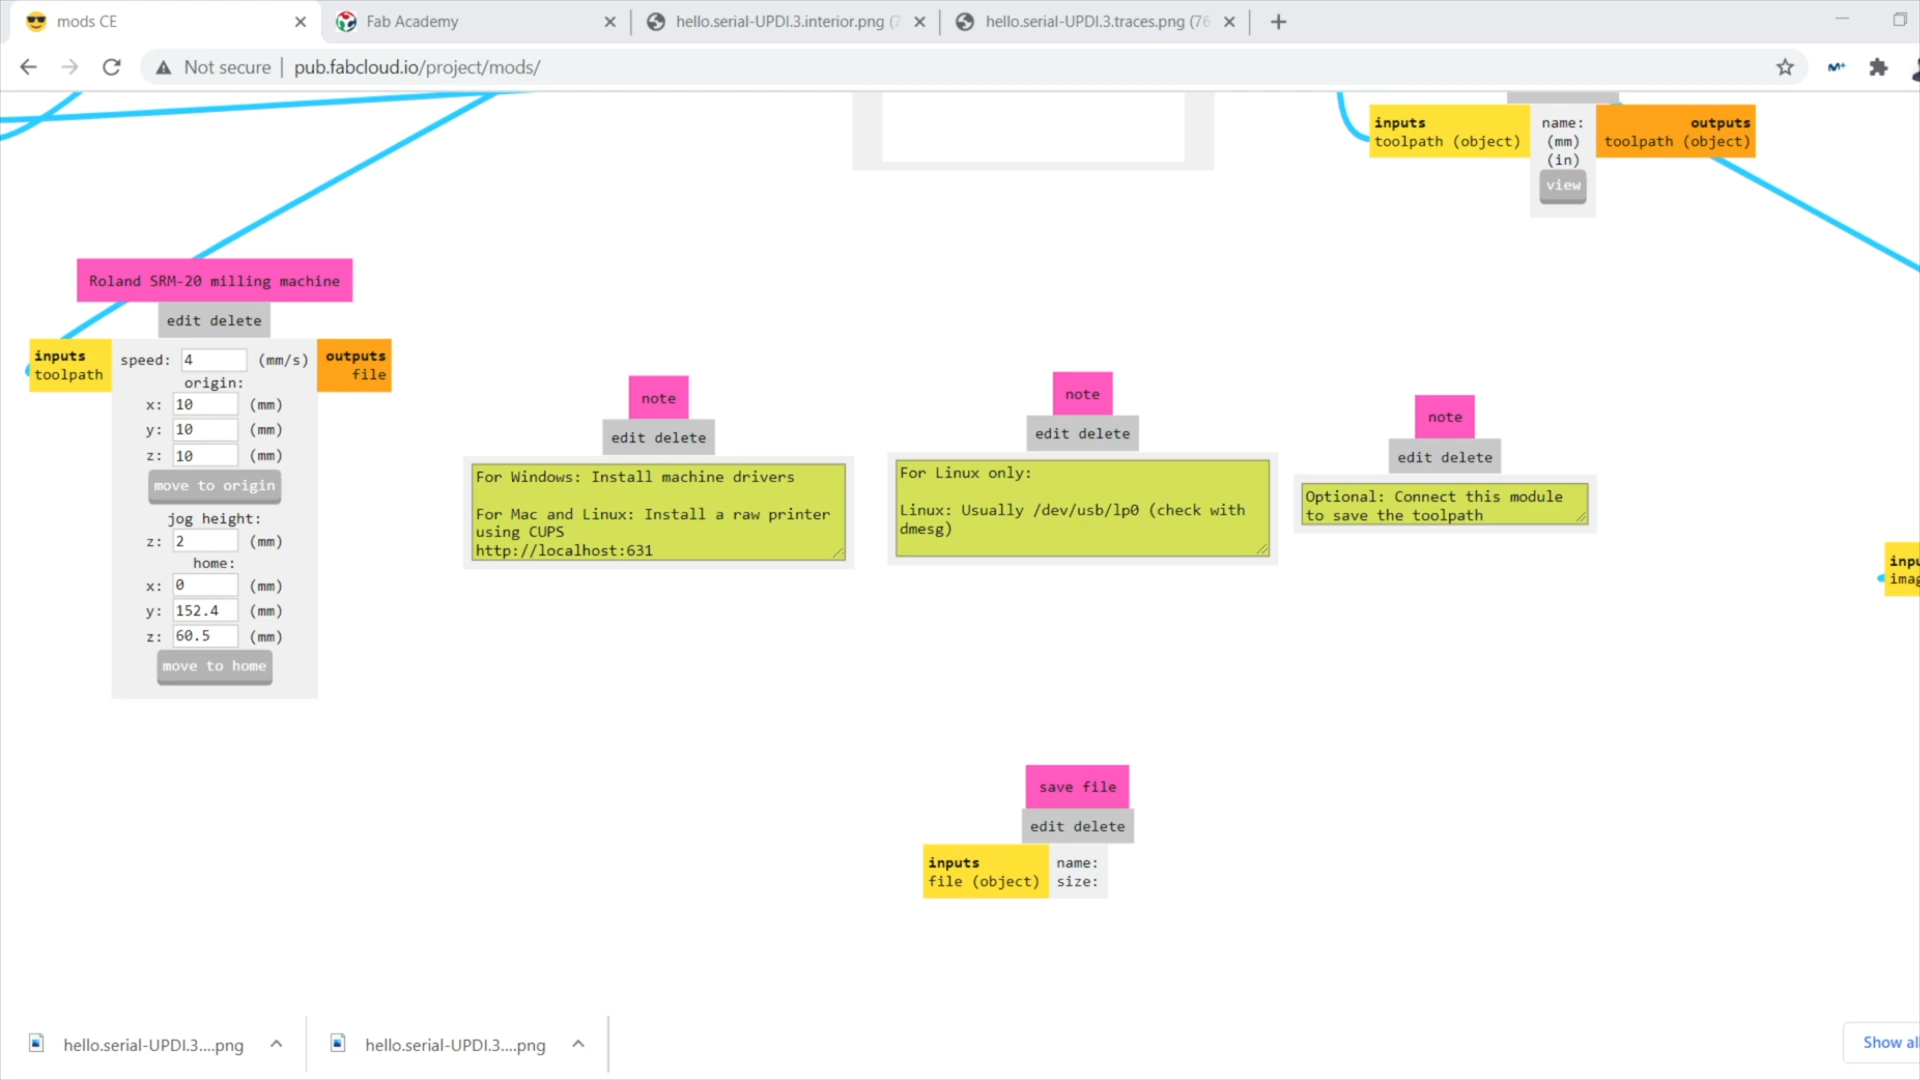 mods CE
Fab Academy
hello.serial-UPDI.3.interior.png (7
hello.serial-UPDI.3.traces.png (76
Not secure
pub.fabcloud.io/project/mods/
inputs
toolpath (object)
name:
(mm)
(in)
view
outputs
toolpath (object)
Roland SRM-20 milling machine
edit delete
inputs
toolpath
speed: 4 (mm/s)
outputs
file
origin:
x: 10 (mm)
y: 10 (mm)
z: 10 (mm)
move to origin
jog height:
z: 2 (mm)
home:
x: 0 (mm)
y: 152.4 (mm)
z: 60.5 (mm)
move to home
note
edit delete
For Windows: Install machine drivers
For Mac and Linux: Install a raw printer
using CUPS
http://localhost:631
note
edit delete
For Linux only:
Linux: Usually /dev/usb/lp0 (check with
dmesg)
note
edit delete
Optional: Connect this module
to save the toolpath
inpu
imag
save file
edit delete
inputs
file (object)
name:
size:
hello.serial-UPDI.3....png
hello.serial-UPDI.3....png
Show all